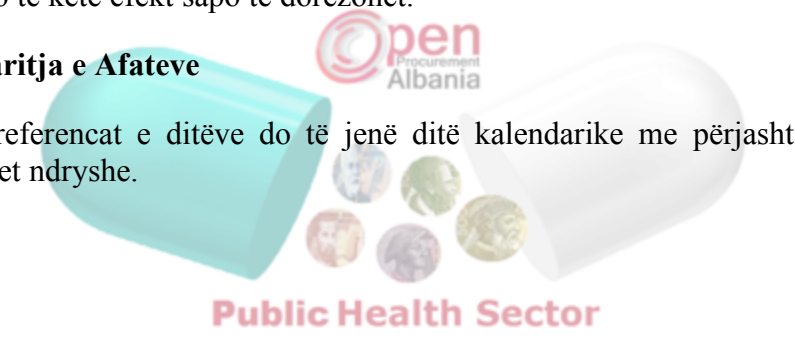 të ketë efekt sapo të dorëzohet.
aritja e Afateve
referencat e ditëve do të jenë ditë kalendarike me përjasht
et ndryshe.
Open
Procurement
Albania
Public Health Sector